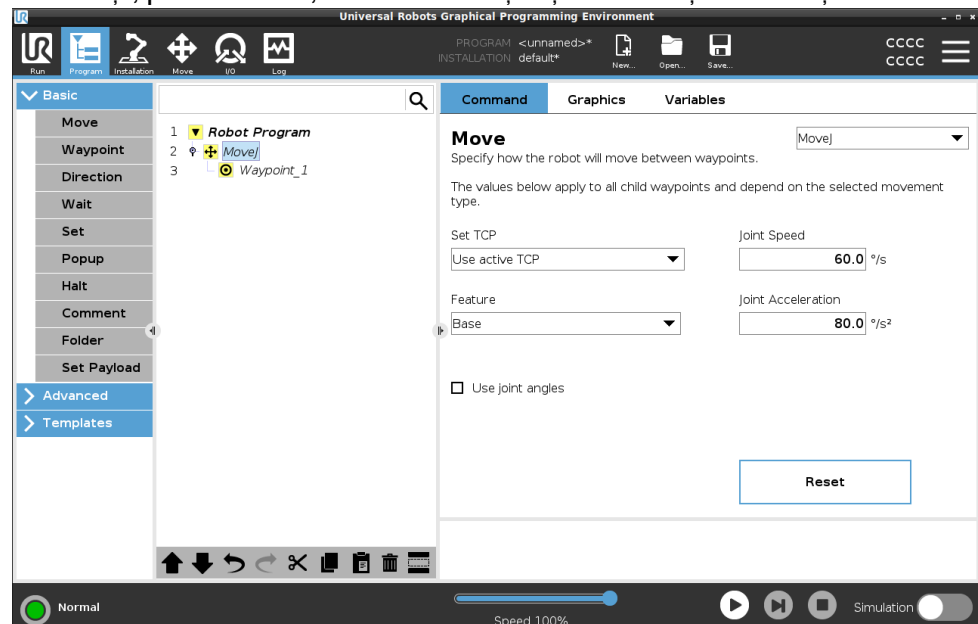 Universal Robots Graphical Programming Environment
PROGRAM <unnamed>*
INSTALLATION default*
Run
Program
Installation
Move
I/O
Log
New...
Open...
Save...
CCCC
CCCC
Basic
Move
Waypoint
Direction
Wait
Set
Popup
Halt
Comment
Folder
Set Payload
Advanced
Templates
1 Robot Program
2 MoveJ
3 Waypoint_1
Command Graphics Variables
Move
MoveJ
Specify how the robot will move between waypoints.
The values below apply to all child waypoints and depend on the selected movement
type.
Set TCP
Use active TCP
Joint Speed
60.0 °/s
Feature
Base
Joint Acceleration
80.0 °/s²
Use joint angles
Reset
Normal
Speed 100%
Simulation